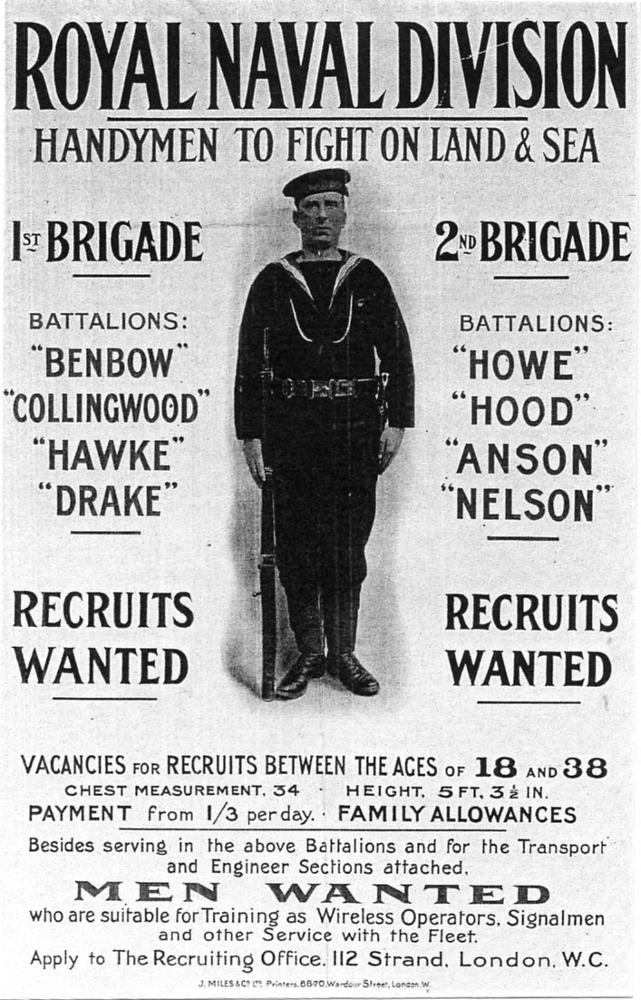 ROYAL NAVAL DIVISION
HANDYMEN TO FIGHT ON LAND & SEA
1ST BRIGADE
BATTALIONS:
"BENBOW"
"COLLINGWOOD"
"HAWKE"
"DRAKE"
RECRUITS
WANTED
2ND BRIGADE
BATTALIONS:
"HOWE"
"HOOD"
"ANSON"
"NELSON"
RECRUITS
WANTED
VACANCIES FOR RECRUITS BETWEEN THE AGES OF 18 AND 38
CHEST MEASUREMENT, 34 · HEIGHT, 5 FT, 3½ IN.
PAYMENT from 1/3 per day. · FAMILY ALLOWANCES
Besides serving in the above Battalions and for the Transport
and Engineer Sections attached,
MEN WANTED
who are suitable for Training as Wireless Operators, Signalmen
and other Service with the Fleet.
Apply to The Recruiting Office, 112 Strand, London, W.C.
J. MILES & Co LTD. Printers, 68-70, Wardour Street, London, W.